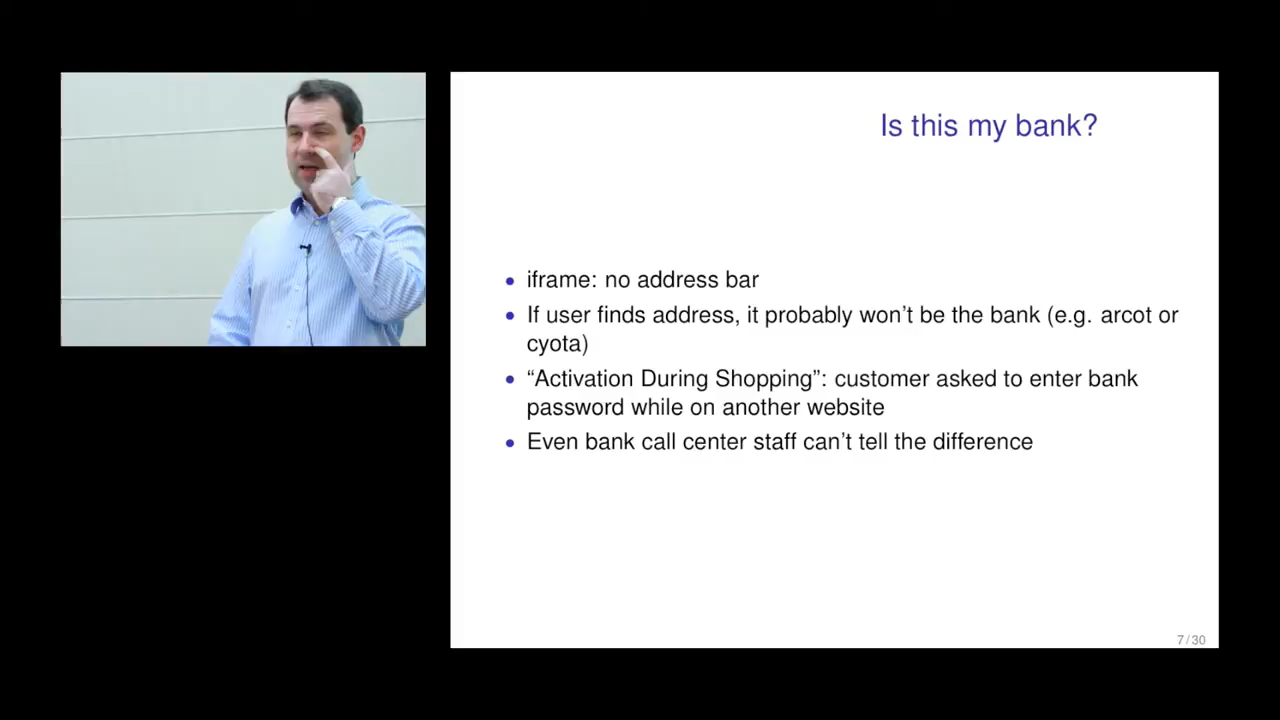 Is this my bank?
• iframe: no address bar
• If user finds address, it probably won't be the bank (e.g. arcot or
cyota)
• “Activation During Shopping”: customer asked to enter bank
password while on another website
• Even bank call center staff can't tell the difference
7 / 30